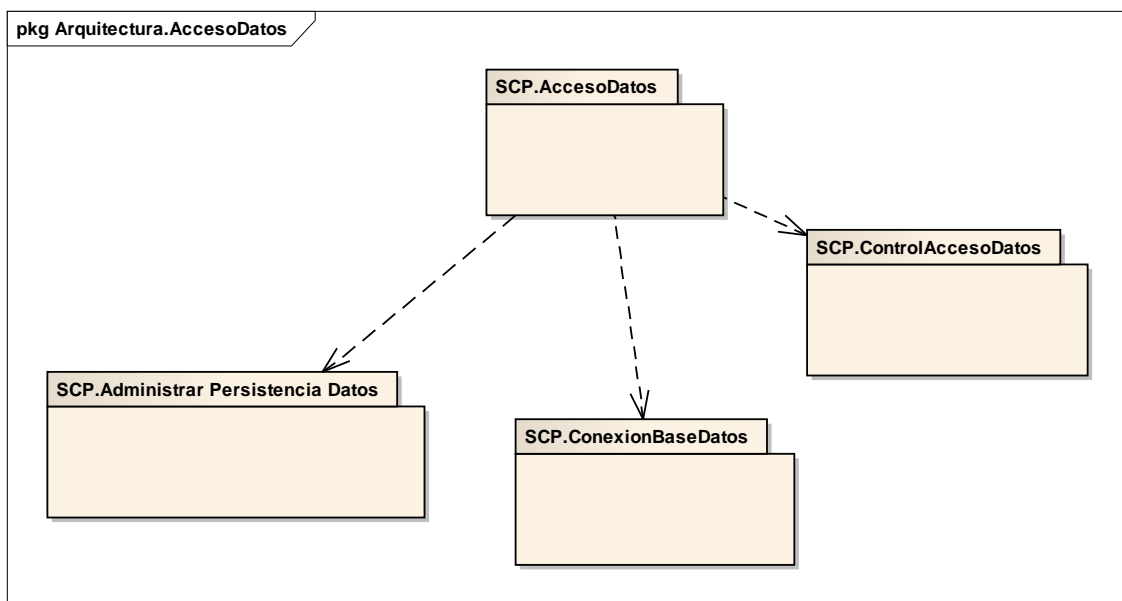 pkg Arquitectura.AccesoDatos
SCP.AccesoDatos
SCP.ControlAccesoDatos
SCP.Administrar Persistencia Datos
SCP.ConexionBaseDatos